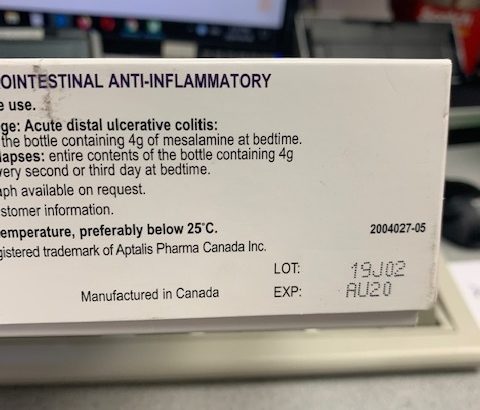 OINTESTINAL ANTI-INFLAMMATORY
e use.
ge: Acute distal ulcerative colitis:
the bottle containing 4g of mesalamine at bedtime.
lapses: entire contents of the bottle containing 4g
very second or third day at bedtime.
aph available on request.
stomer information.
emperature, preferably below 25°C.
2004027-05
gistered trademark of Aptalis Pharma Canada Inc.
LOT: 19J02
Manufactured in Canada EXP: AU20